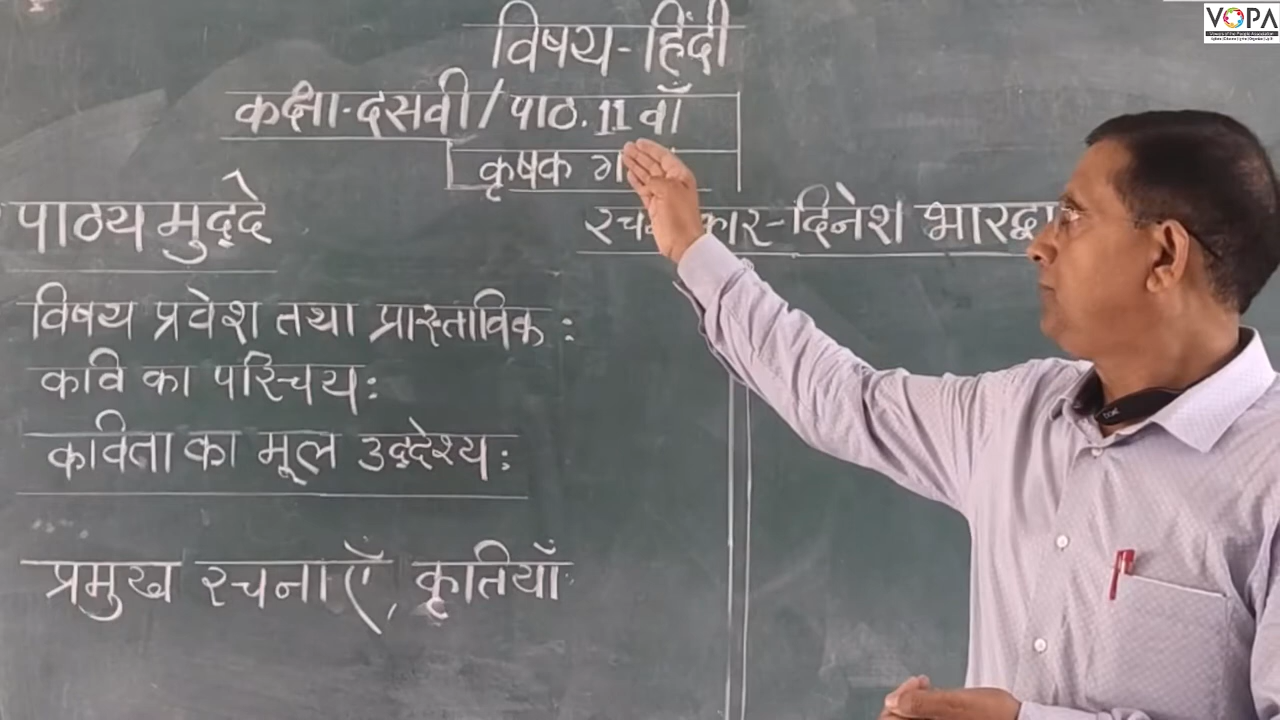 VOPA
विषय-हिंदी
कक्षा-दसवी / पाठ. 11 वाँ
कृषक
पाठ्य मुद्दे
दिनेश
विषय प्रवेश तथा प्रास्ताविक :
कवि का परिचय :
कविता का मूल उद्देश्य :
प्रमुख रचनाएँ, कृतियाँ